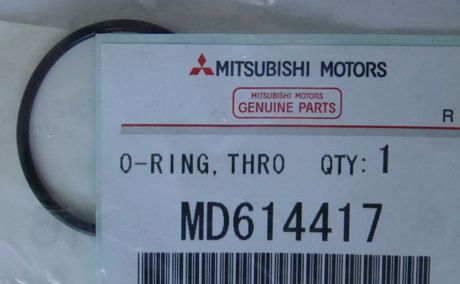 MITSUBISHI MOTORS
MITSUBISHI MOTORS
GENUINE PARTS
R
O-RING, THRO QTY: 1
MD614417